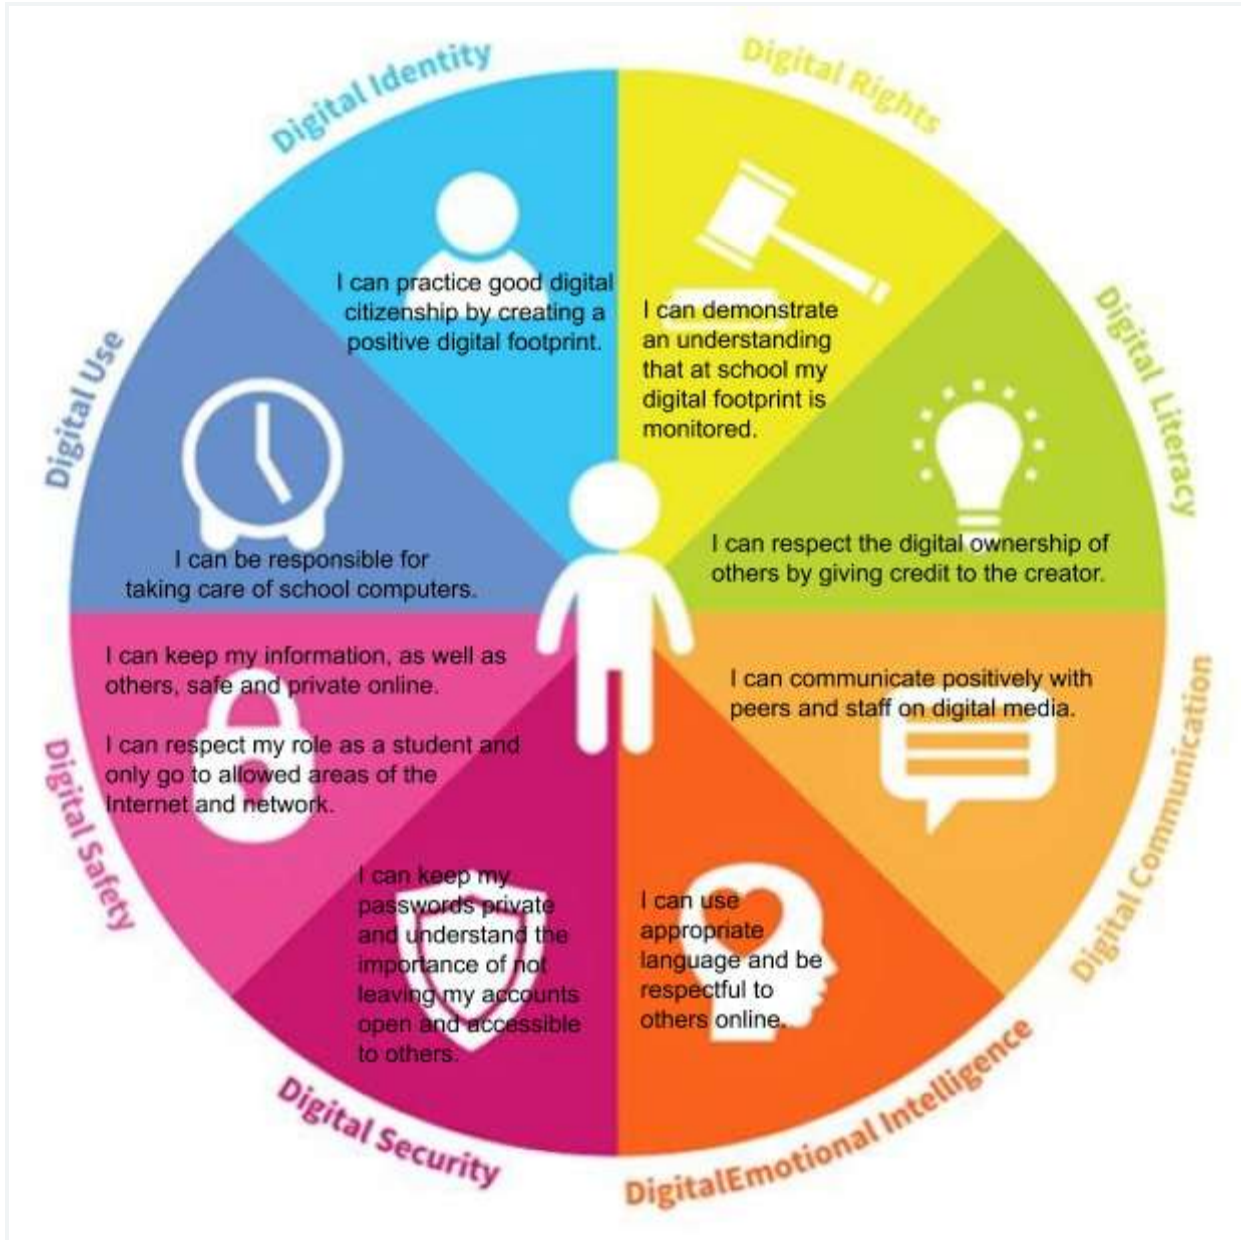 Digital Identity
I can practice good digital
citizenship by creating a
positive digital footprint.
Digital Rights
I can demonstrate
an understanding
that at school my
digital footprint is
monitored.
Digital Literacy
I can respect the digital ownership of
others by giving credit to the creator.
Digital Communication
I can communicate positively with
peers and staff on digital media.
DigitalEmotional Intelligence
I can use
appropriate
language and be
respectful to
others online.
Digital Security
I can keep my
passwords private
and understand the
importance of not
leaving my accounts
open and accessible
to others.
Digital Safety
I can keep my information, as well as
others, safe and private online.
I can respect my role as a student and
only go to allowed areas of the
Internet and network.
Digital Use
I can be responsible for
taking care of school computers.